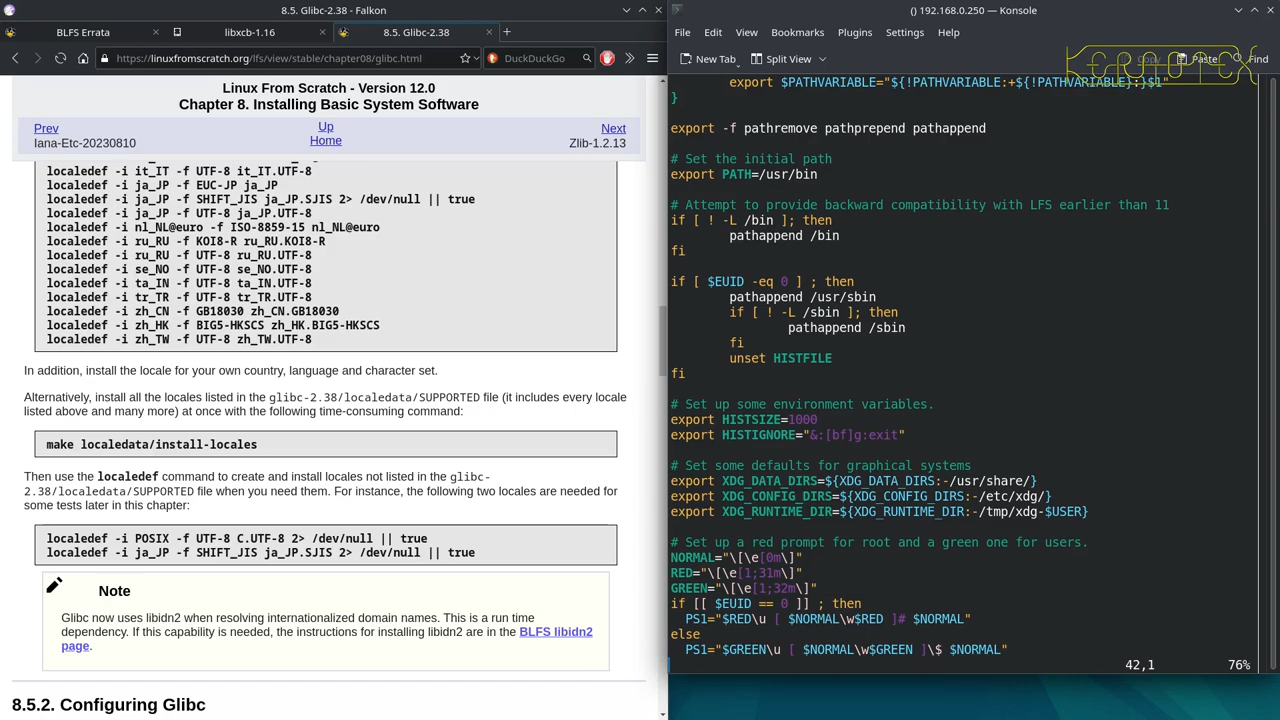 8.5. Glibc-2.38 - Falkon
BLFS Errata
libxcb-1.16
8.5. Glibc-2.38
https://linuxfromscratch.org/lfs/view/stable/chapter08/glibc.html
DuckDuckGo
Linux From Scratch - Version 12.0
Chapter 8. Installing Basic System Software
Prev
Up
Next
Iana-Etc-20230810
Home
Zlib-1.2.13
localedef -i it_IT -f UTF-8 it_IT.UTF-8
localedef -i ja_JP -f EUC-JP ja_JP
localedef -i ja_JP -f SHIFT_JIS ja_JP.SJIS 2> /dev/null || true
localedef -i ja_JP -f UTF-8 ja_JP.UTF-8
localedef -i nl_NL@euro -f ISO-8859-15 nl_NL@euro
localedef -i ru_RU -f KOI8-R ru_RU.KOI8-R
localedef -i ru_RU -f UTF-8 ru_RU.UTF-8
localedef -i se_NO -f UTF-8 se_NO.UTF-8
localedef -i ta_IN -f UTF-8 ta_IN.UTF-8
localedef -i tr_TR -f UTF-8 tr_TR.UTF-8
localedef -i zh_CN -f GB18030 zh_CN.GB18030
localedef -i zh_HK -f BIG5-HKSCS zh_HK.BIG5-HKSCS
localedef -i zh_TW -f UTF-8 zh_TW.UTF-8
In addition, install the locale for your own country, language and character set.
Alternatively, install all the locales listed in the glibc-2.38/localedata/SUPPORTED file (it includes every locale
listed above and many more) at once with the following time-consuming command:
make localedata/install-locales
Then use the localedef command to create and install locales not listed in the glibc-
2.38/localedata/SUPPORTED file when you need them. For instance, the following two locales are needed for
some tests later in this chapter:
localedef -i POSIX -f UTF-8 C.UTF-8 2> /dev/null || true
localedef -i ja_JP -f SHIFT_JIS ja_JP.SJIS 2> /dev/null || true
Note
Glibc now uses libidn2 when resolving internationalized domain names. This is a run time
dependency. If this capability is needed, the instructions for installing libidn2 are in the BLFS libidn2
page.
8.5.2. Configuring Glibc
() 192.168.0.250 — Konsole
File Edit View Bookmarks Plugins Settings Help
New Tab
Split View
Copy
Paste
Find
export $PATHVARIABLE="${!PATHVARIABLE:+${!PATHVARIABLE}:}$1"
}
export -f pathremove pathprepend pathappend
# Set the initial path
export PATH=/usr/bin
# Attempt to provide backward compatibility with LFS earlier than 11
if [ ! -L /bin ]; then
pathappend /bin
fi
if [ $EUID -eq 0 ] ; then
pathappend /usr/sbin
if [ ! -L /sbin ]; then
pathappend /sbin
fi
unset HISTFILE
fi
# Set up some environment variables.
export HISTSIZE=1000
export HISTIGNORE="&:[bf]g:exit"
# Set some defaults for graphical systems
export XDG_DATA_DIRS=${XDG_DATA_DIRS:-/usr/share/}
export XDG_CONFIG_DIRS=${XDG_CONFIG_DIRS:-/etc/xdg/}
export XDG_RUNTIME_DIR=${XDG_RUNTIME_DIR:-/tmp/xdg-$USER}
# Set up a red prompt for root and a green one for users.
NORMAL="\[\e[0m\]"
RED="\[\e[1;31m\]"
GREEN="\[\e[1;32m\]"
if [[ $EUID == 0 ]] ; then
PS1="$RED\u [ $NORMAL\w$RED ]# $NORMAL"
else
PS1="$GREEN\u [ $NORMAL\w$GREEN ]\$ $NORMAL"
42,1 76%